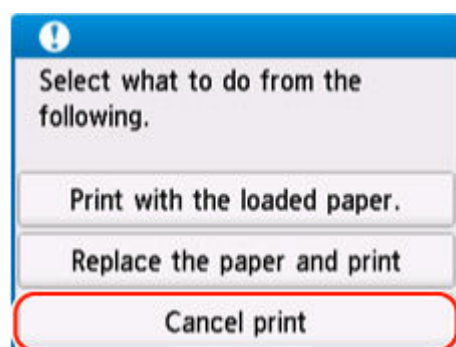 Select what to do from the
following.
Print with the loaded paper.
Replace the paper and print
Cancel print